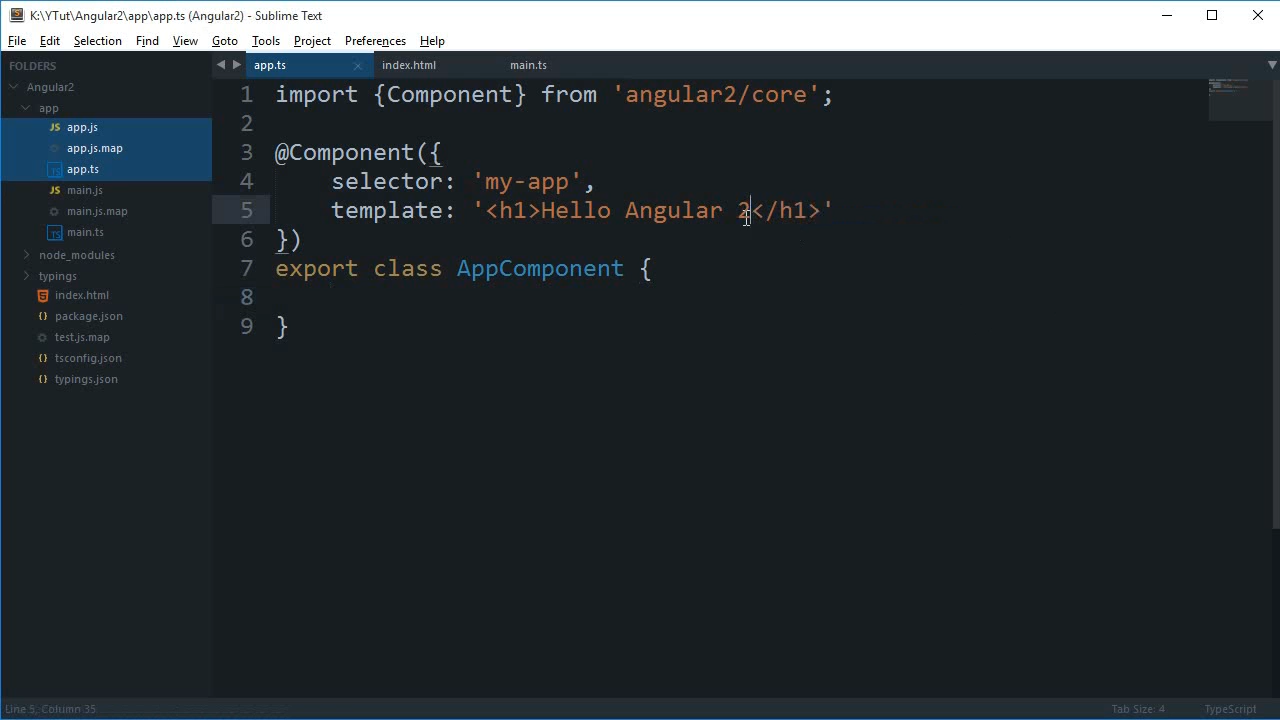 K:\YTut\Angular2\app\app.ts (Angular2) - Sublime Text
File Edit Selection Find View Goto Tools Project Preferences Help
FOLDERS
Angular2
app
app.js
app.js.map
app.ts
main.js
main.js.map
main.ts
node_modules
typings
index.html
package.json
test.js.map
tsconfig.json
typings.json
app.ts index.html main.ts
1 import {Component} from 'angular2/core';
2
3 @Component({
4 selector: 'my-app',
5 template: '<h1>Hello Angular 2</h1>'
6 })
7 export class AppComponent {
8
9 }
Line 5, Column 35 Tab Size: 4 TypeScript